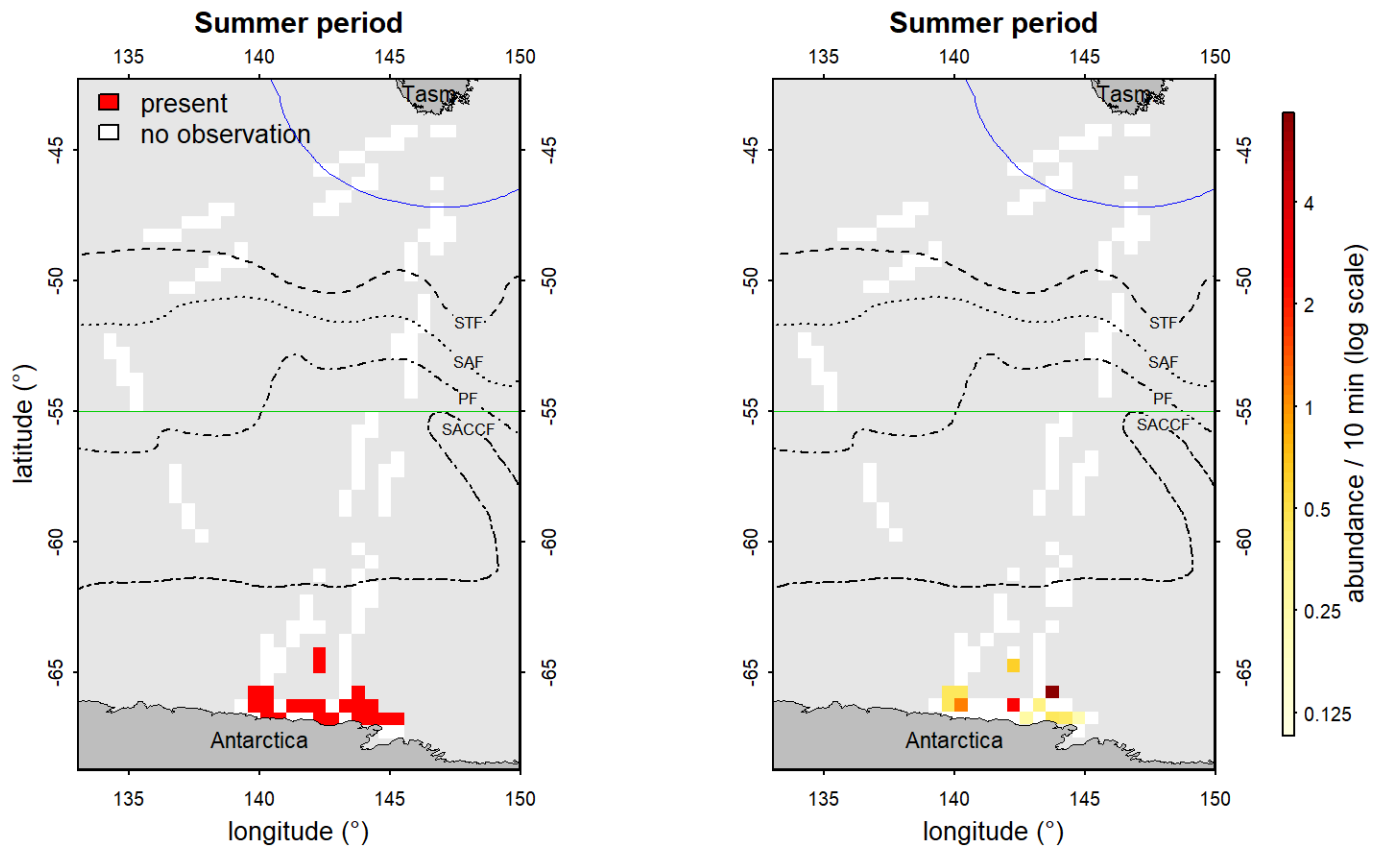 Summer period
135 140 145 150
present
no observation
Tasm
-45 -45
-50 -50
STF
SAF
PF
-55 -55
SACCF
-60 -60
-65 -65
Antarctica
135 140 145 150
longitude (°)
latitude (°)
Summer period
135 140 145 150
Tasm
-45 -45
-50 -50
STF
SAF
PF
-55 -55
SACCF
-60 -60
-65 -65
Antarctica
135 140 145 150
longitude (°)
4
2
1
0.5
0.25
0.125
abundance / 10 min (log scale)